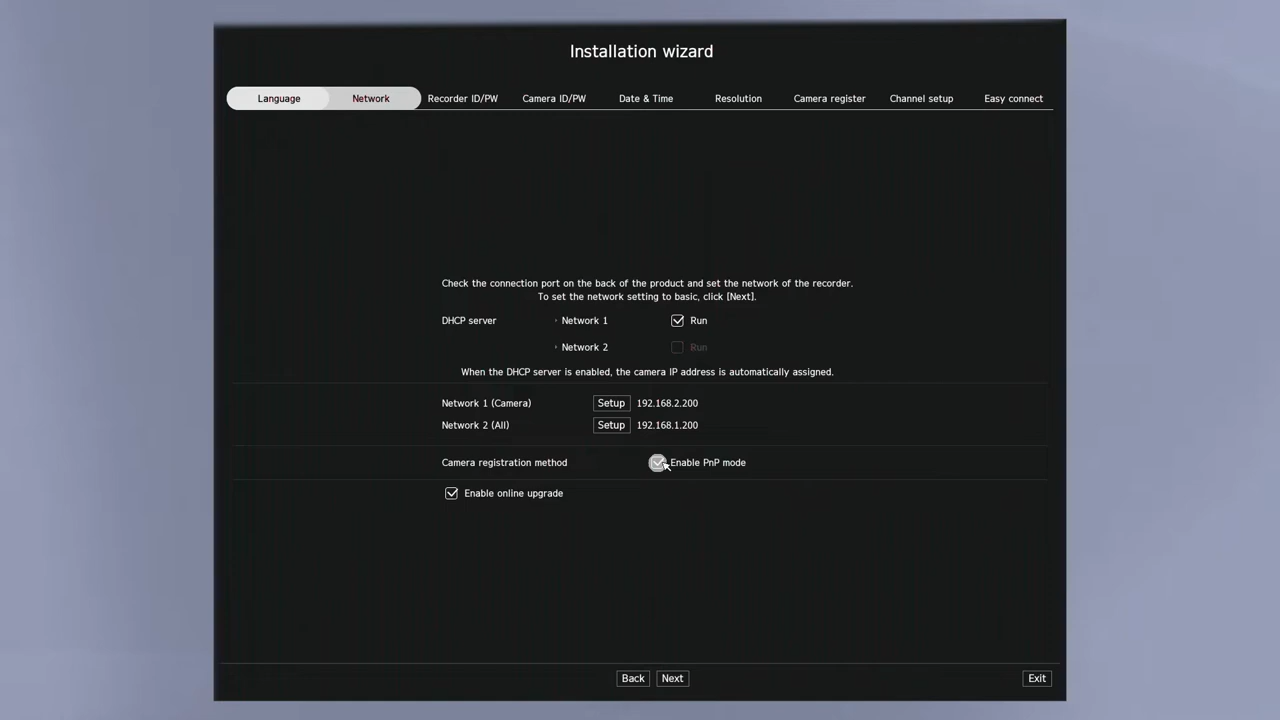 Installation wizard
Language Network Recorder ID/PW Camera ID/PW Date & Time Resolution Camera register Channel setup Easy connect
Check the connection port on the back of the product and set the network of the recorder.
To set the network setting to basic, click [Next].
DHCP server Network 1 Run
Network 2 Run
When the DHCP server is enabled, the camera IP address is automatically assigned.
Network 1 (Camera) Setup 192.168.2.200
Network 2 (All) Setup 192.168.1.200
Camera registration method Enable PnP mode
Enable online upgrade
Back Next Exit